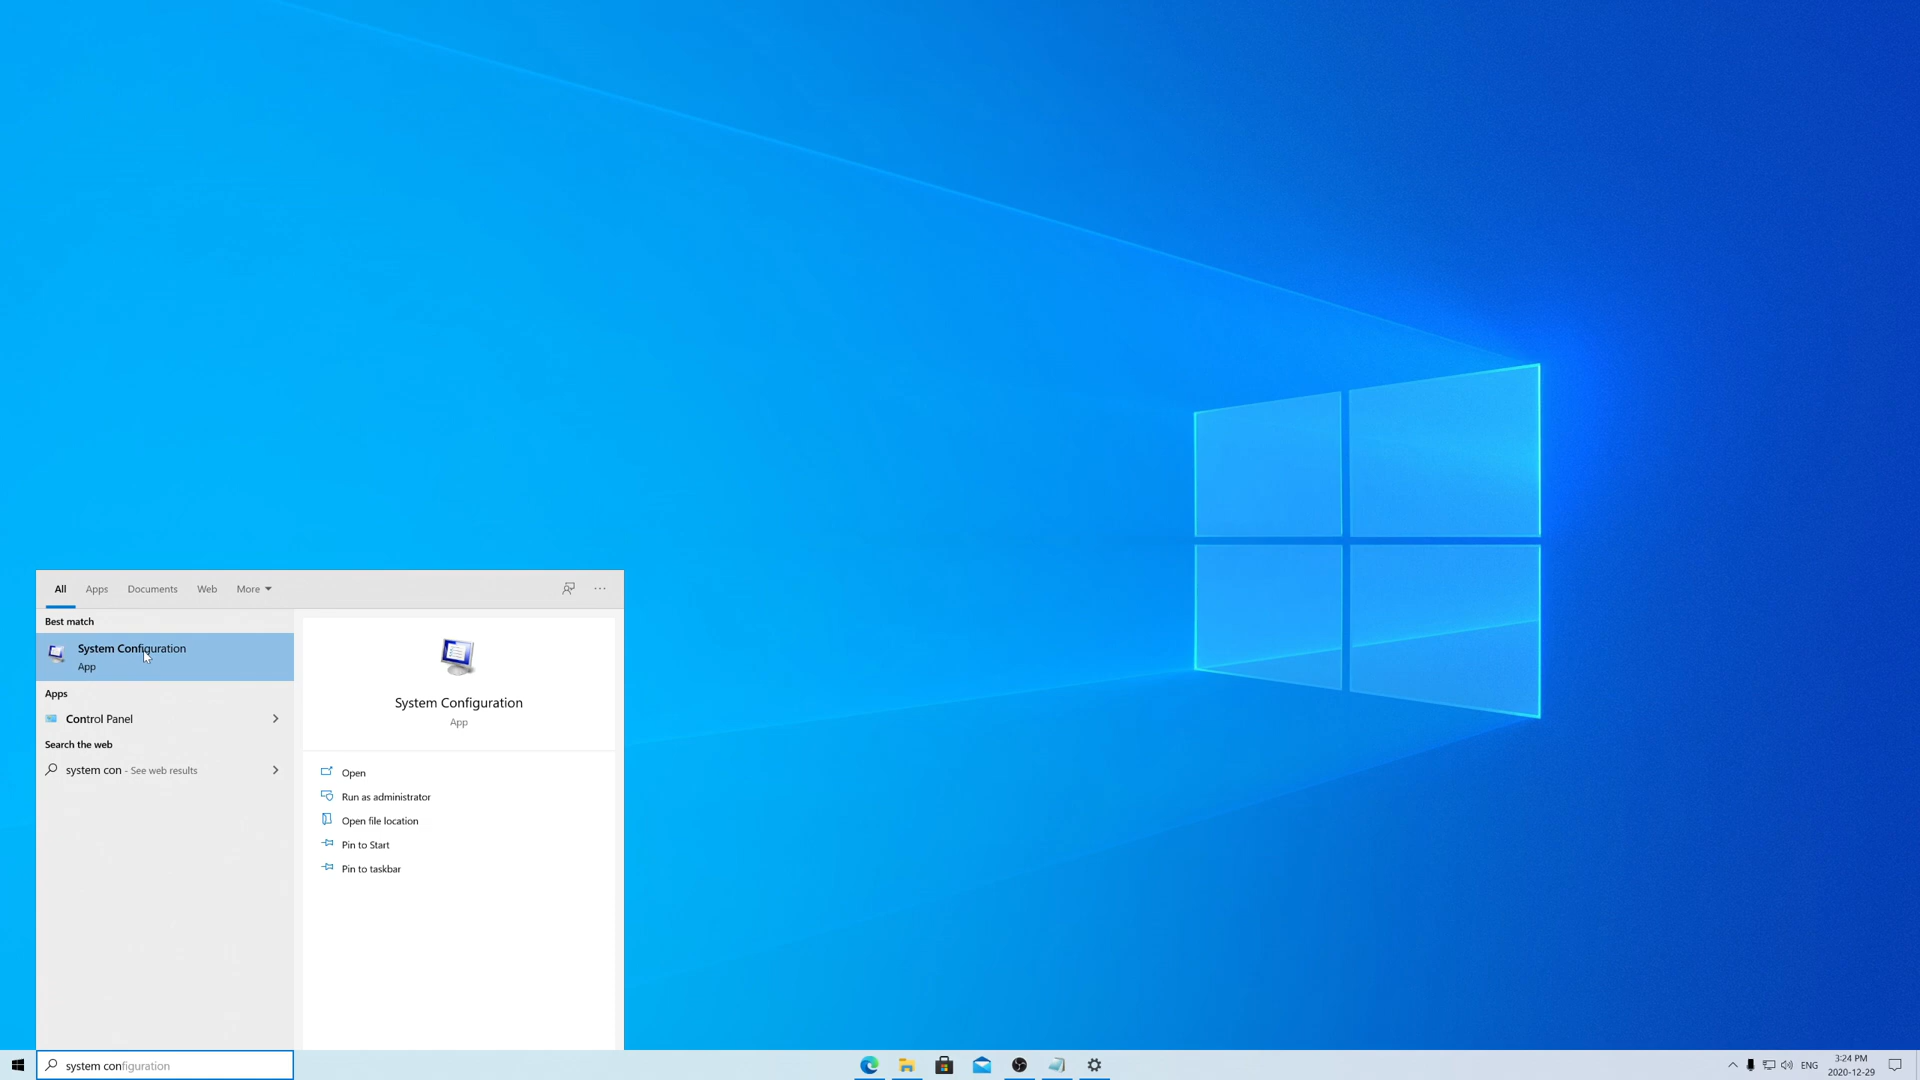 All Apps Documents Web More
Best match
System Configuration
App
Apps
Control Panel
Search the web
system con - See web results
System Configuration
App
Open
Run as administrator
Open file location
Pin to Start
Pin to taskbar
system configuration
ENG
3:24 PM
2020-12-29